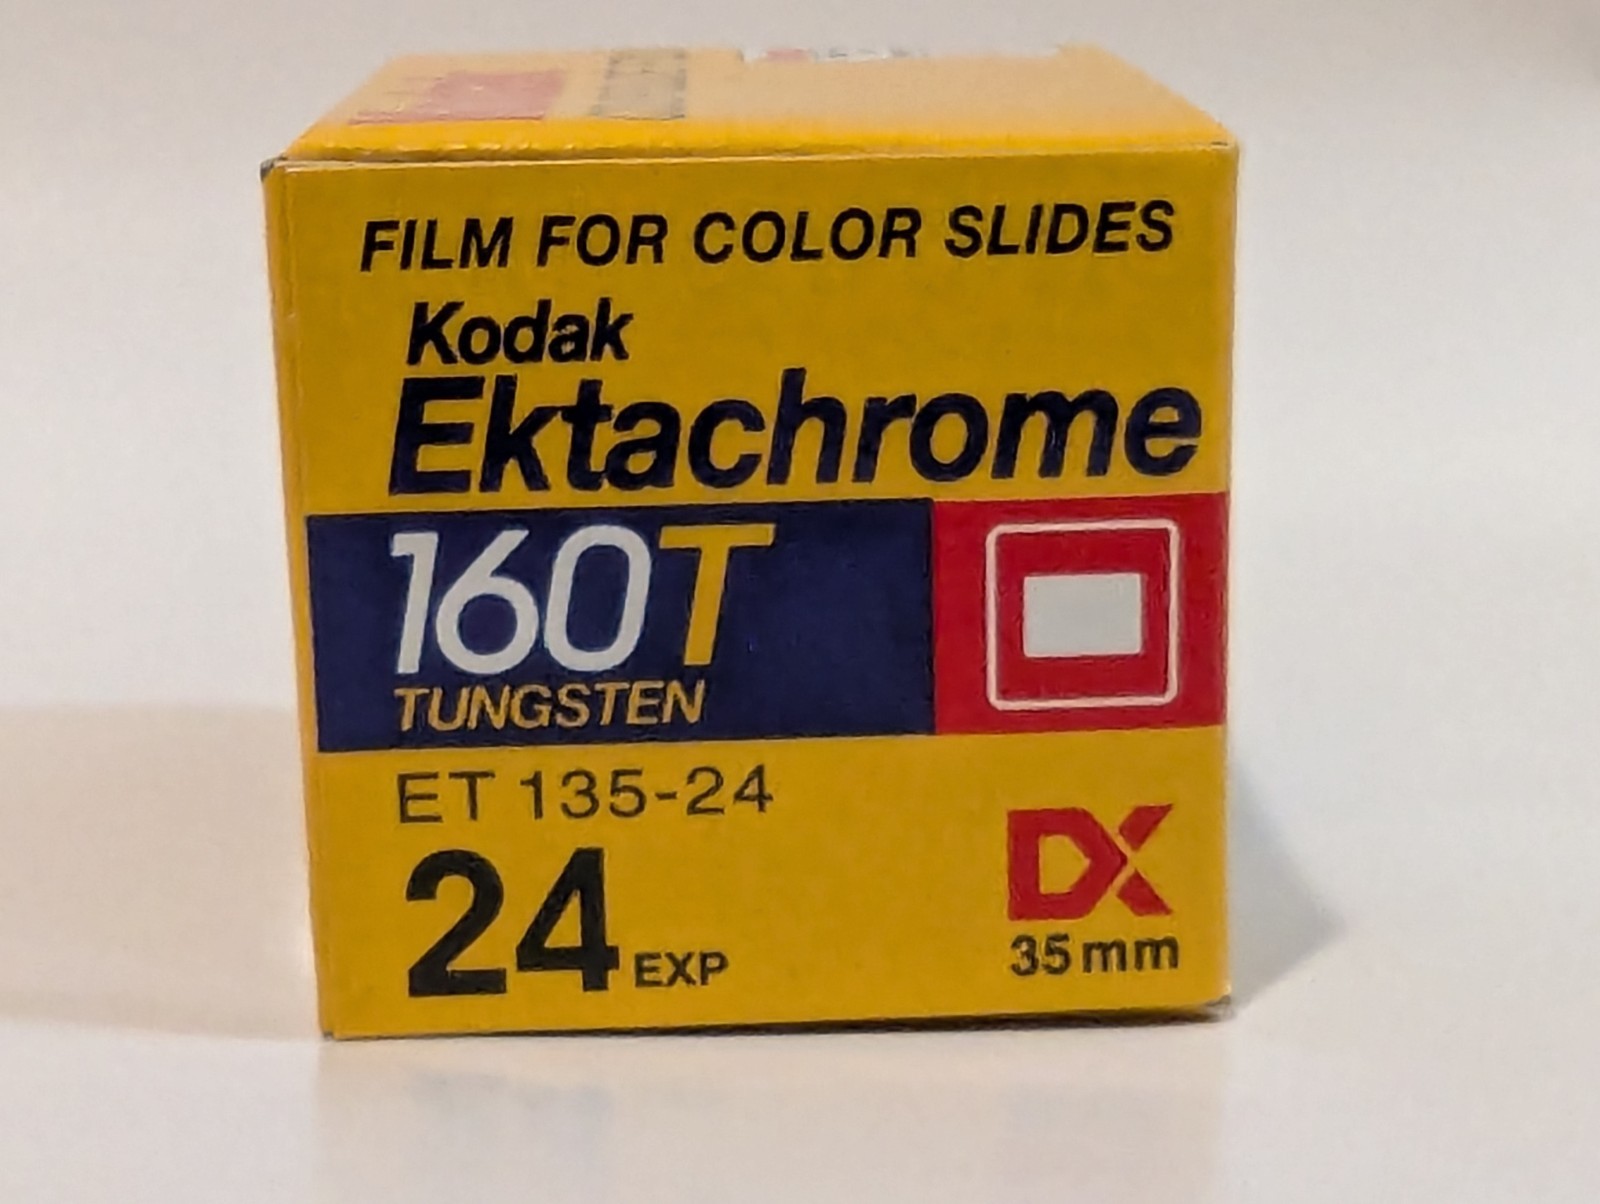 FILM FOR COLOR SLIDES
Kodak
Ektachrome
160T
TUNGSTEN
ET 135-24
24 EXP
DX
35mm